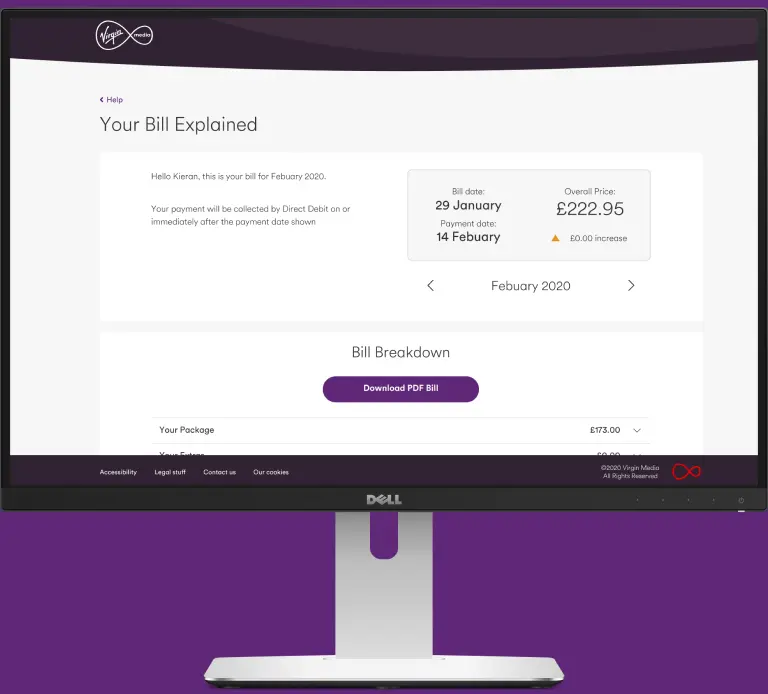 Virgin media
Help
Your Bill Explained
Hello Kieran, this is your bill for Febuary 2020.
Your payment will be collected by Direct Debit on or
immediately after the payment date shown
Bill date:
29 January
Payment date:
14 Febuary
Overall Price:
£222.95
£0.00 increase
Febuary 2020
Bill Breakdown
Download PDF Bill
Your Package £173.00
Your Extras £0.00
Accessibility Legal stuff Contact us Our cookies
©2020 Virgin Media
All Rights Reserved
DELL